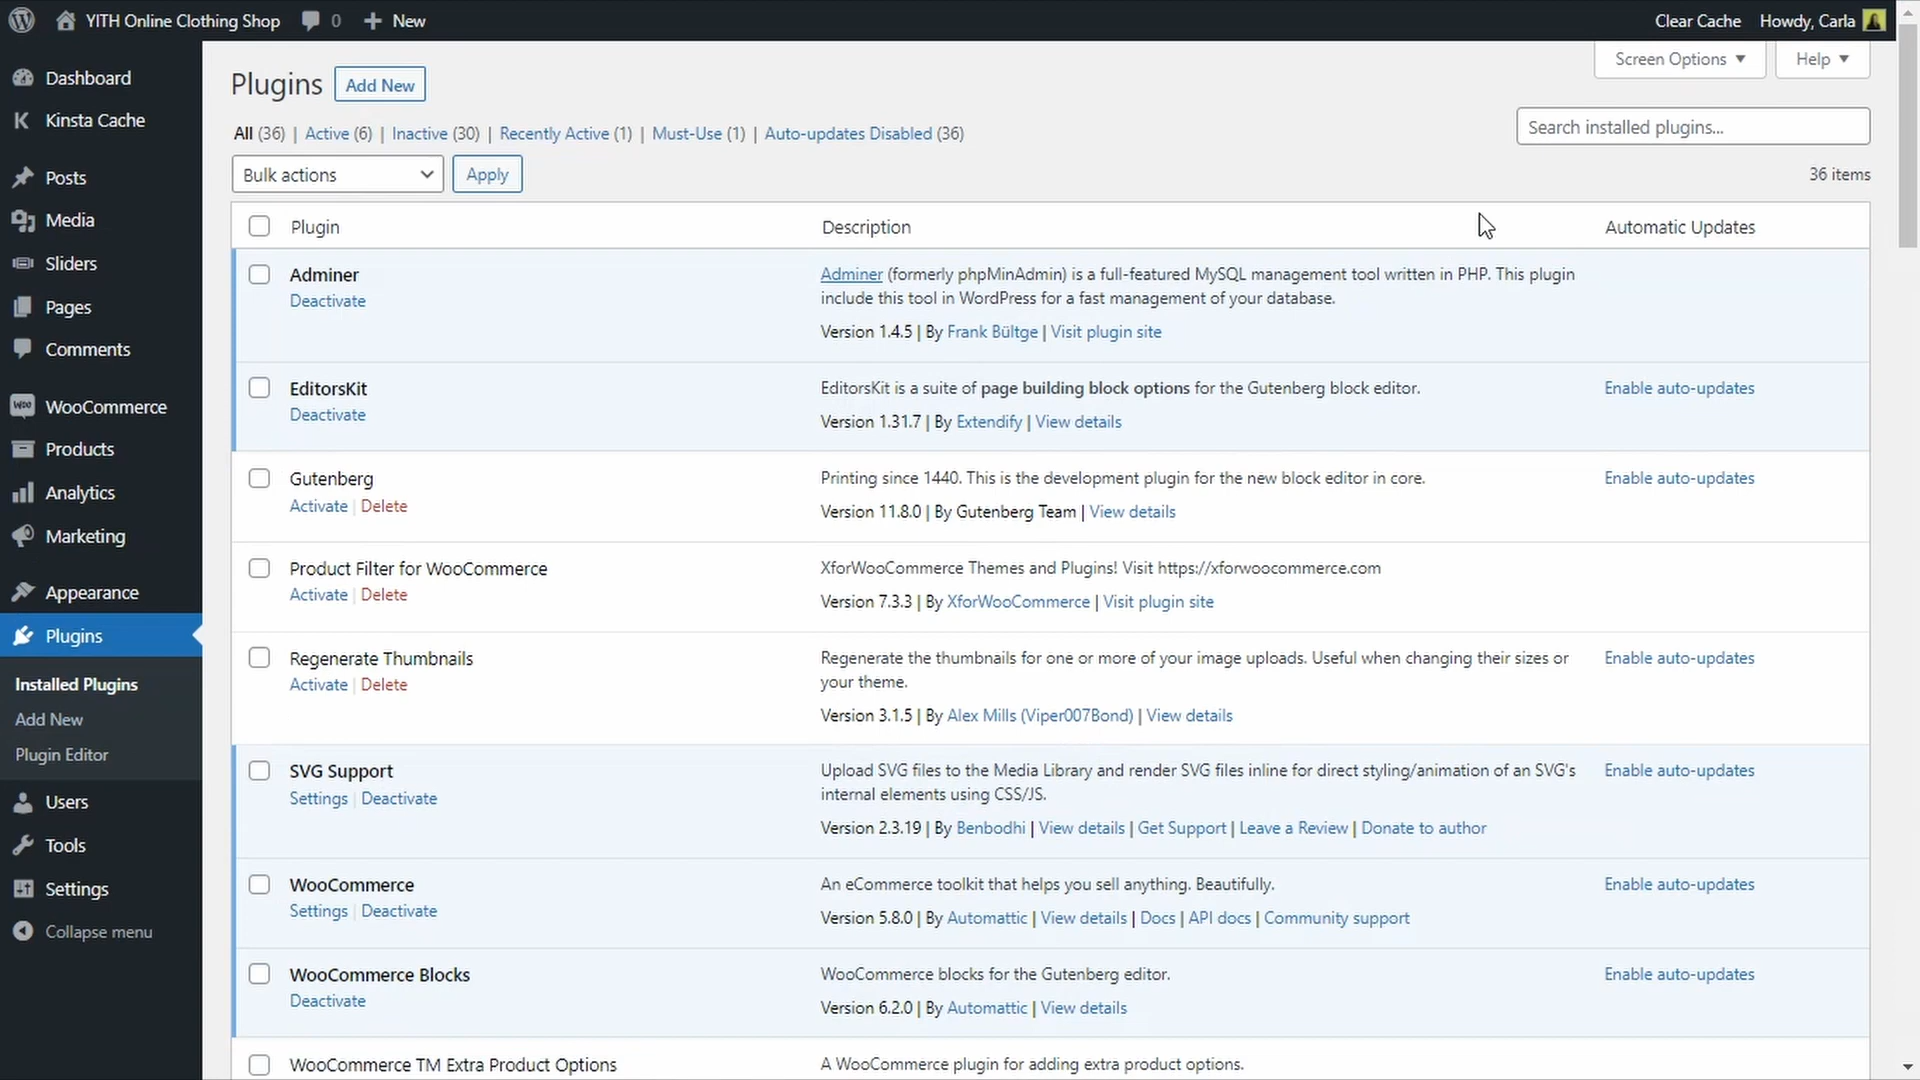 YITH Online Clothing Shop 0 New Clear Cache Howdy, Carla
Dashboard
Kinsta Cache
Posts
Media
Sliders
Pages
Comments
WooCommerce
Products
Analytics
Marketing
Appearance
Plugins
Installed Plugins
Add New
Plugin Editor
Users
Tools
Settings
Collapse menu
Screen Options Help
Plugins Add New
All (36) | Active (6) | Inactive (30) | Recently Active (1) | Must-Use (1) | Auto-updates Disabled (36)
Search installed plugins...
Bulk actions Apply
36 items
Plugin Description Automatic Updates
Adminer
Deactivate
Adminer (formerly phpMinAdmin) is a full-featured MySQL management tool written in PHP. This plugin
include this tool in WordPress for a fast management of your database.
Version 1.4.5 | By Frank Bültge | Visit plugin site
EditorsKit
Deactivate
EditorsKit is a suite of page building block options for the Gutenberg block editor.
Version 1.31.7 | By Extendify | View details
Enable auto-updates
Gutenberg
Activate | Delete
Printing since 1440. This is the development plugin for the new block editor in core.
Version 11.8.0 | By Gutenberg Team | View details
Enable auto-updates
Product Filter for WooCommerce
Activate | Delete
XforWooCommerce Themes and Plugins! Visit https://xforwoocommerce.com
Version 7.3.3 | By XforWooCommerce | Visit plugin site
Regenerate Thumbnails
Activate | Delete
Regenerate the thumbnails for one or more of your image uploads. Useful when changing their sizes or
your theme.
Version 3.1.5 | By Alex Mills (Viper007Bond) | View details
Enable auto-updates
SVG Support
Settings | Deactivate
Upload SVG files to the Media Library and render SVG files inline for direct styling/animation of an SVG's
internal elements using CSS/JS.
Version 2.3.19 | By Benbodhi | View details | Get Support | Leave a Review | Donate to author
Enable auto-updates
WooCommerce
Settings | Deactivate
An eCommerce toolkit that helps you sell anything. Beautifully.
Version 5.8.0 | By Automattic | View details | Docs | API docs | Community support
Enable auto-updates
WooCommerce Blocks
Deactivate
WooCommerce blocks for the Gutenberg editor.
Version 6.2.0 | By Automattic | View details
Enable auto-updates
WooCommerce TM Extra Product Options
A WooCommerce plugin for adding extra product options.